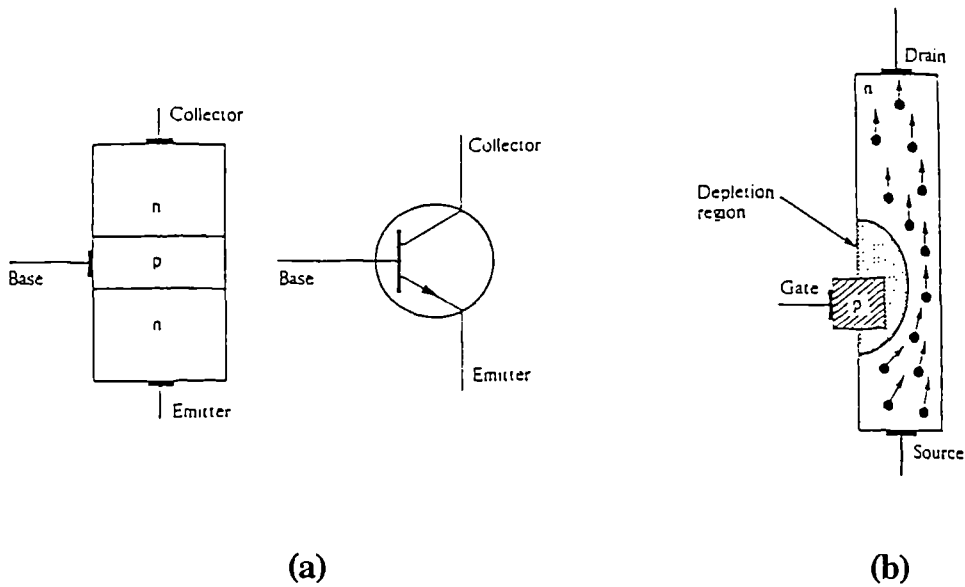 Collector
n
p
n
Base
Emitter
Collector
Base
Emitter
(a)
Drain
n
Depletion
region
Gate
p
Source
(b)